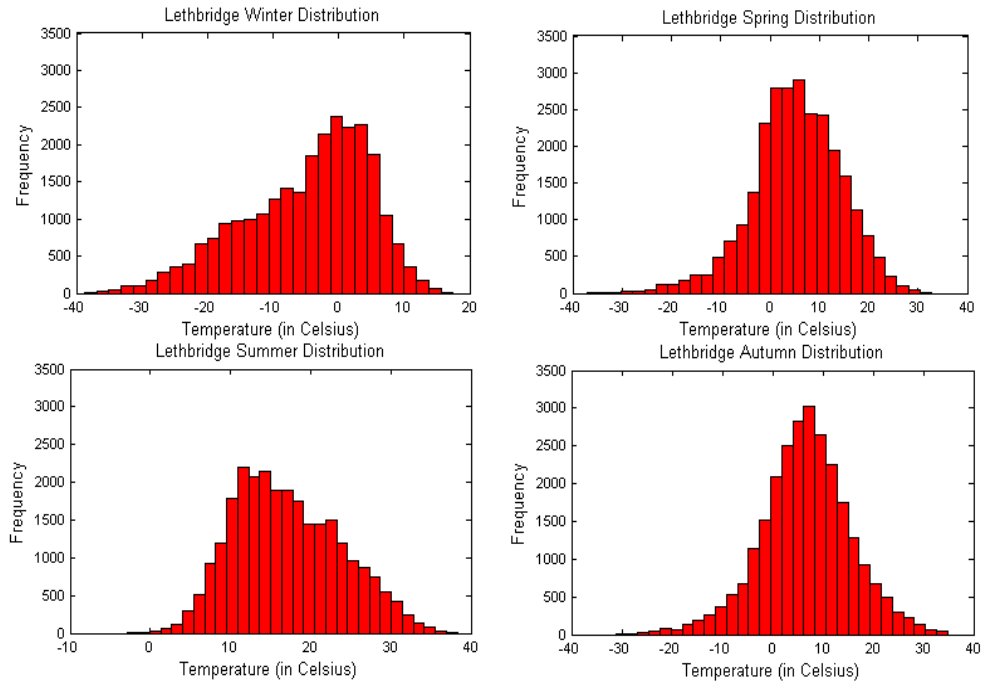 Lethbridge Winter Distribution
3500
3000
2500
2000
1500
1000
500
0
Frequency
-40 -30 -20 -10 0 10 20
Temperature (in Celsius)
Lethbridge Spring Distribution
3500
3000
2500
2000
1500
1000
500
0
Frequency
-40 -30 -20 -10 0 10 20 30 40
Temperature (in Celsius)
Lethbridge Summer Distribution
3500
3000
2500
2000
1500
1000
500
0
Frequency
-10 0 10 20 30 40
Temperature (in Celsius)
Lethbridge Autumn Distribution
3500
3000
2500
2000
1500
1000
500
0
Frequency
-40 -30 -20 -10 0 10 20 30 40
Temperature (in Celsius)